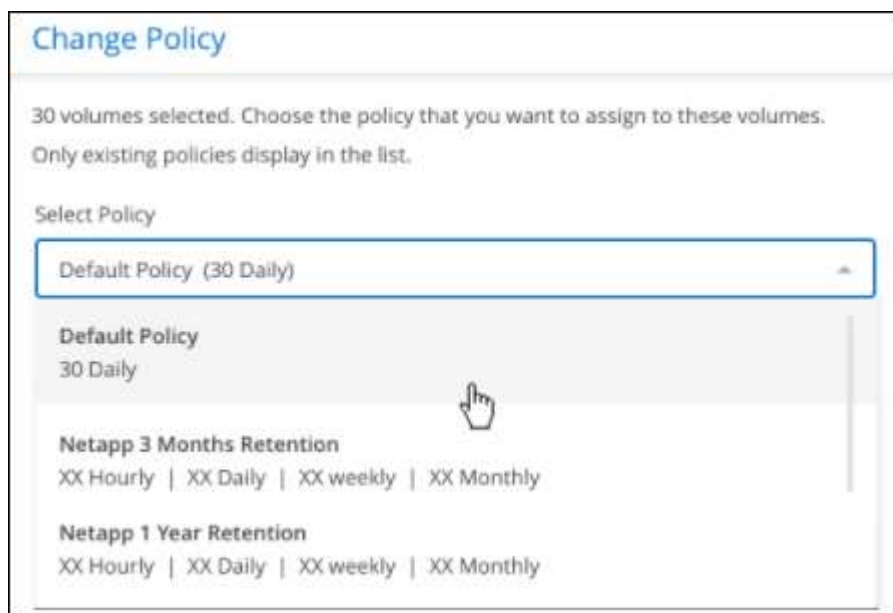 Change Policy
30 volumes selected. Choose the policy that you want to assign to these volumes.
Only existing policies display in the list.
Select Policy
Default Policy (30 Daily)
Default Policy
30 Daily
Netapp 3 Months Retention
XX Hourly | XX Daily | XX weekly | XX Monthly
Netapp 1 Year Retention
XX Hourly | XX Daily | XX weekly | XX Monthly